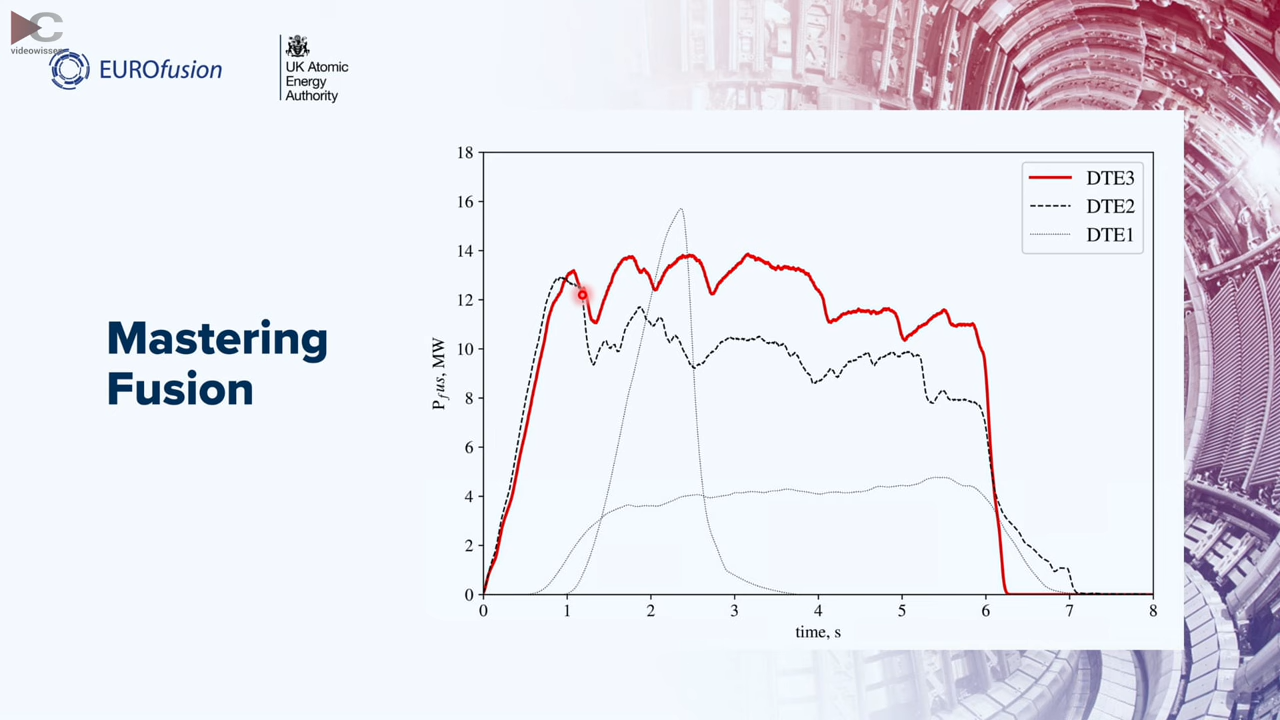 videowissen
EUROfusion
UK Atomic
Energy
Authority
Mastering
Fusion
18
16
14
12
10
8
6
4
2
0
P_fus, MW
DTE3
DTE2
DTE1
0 1 2 3 4 5 6 7 8
time, s